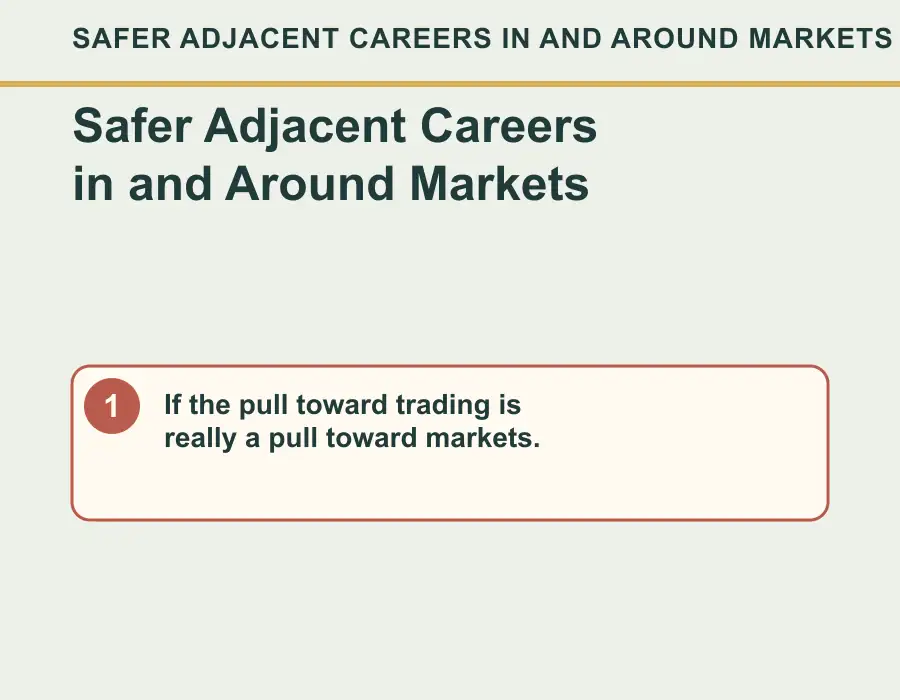 SAFER ADJACENT CAREERS IN AND AROUND MARKETS
Safer Adjacent Careers
in and Around Markets
1
If the pull toward trading is
really a pull toward markets.